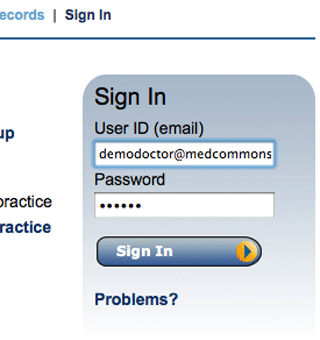 ecords | Sign In
Sign In
User ID (email)
up
demodoctor@medcommons
Password
practice
••••••
ractice
Sign In
Problems?